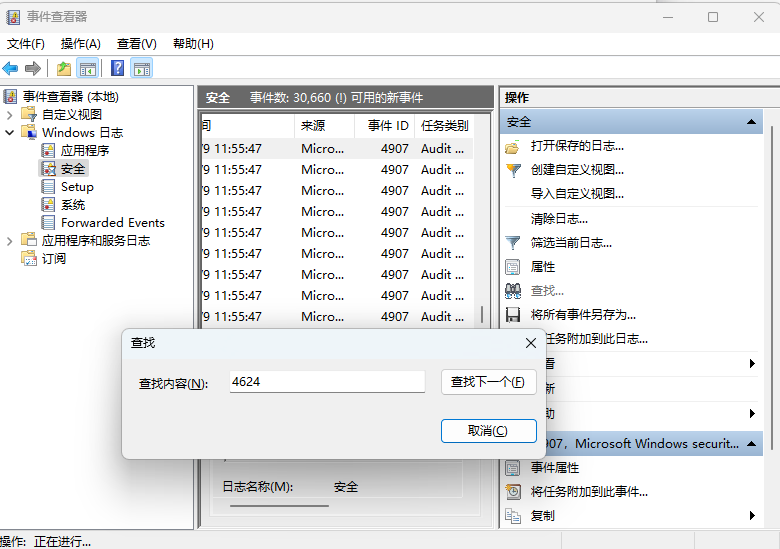 事件查看器
文件(F) 操作(A) 查看(V) 帮助(H)
事件查看器 (本地)
自定义视图
Windows 日志
应用程序
安全
Setup
系统
Forwarded Events
应用程序和服务日志
订阅
安全 事件数: 30,660 (!) 可用的新事件
间 来源 事件 ID 任务类别
/9 11:55:47 Micro... 4907 Audit ...
/9 11:55:47 Micro... 4907 Audit ...
/9 11:55:47 Micro... 4907 Audit ...
/9 11:55:47 Micro... 4907 Audit ...
/9 11:55:47 Micro... 4907 Audit ...
/9 11:55:47 Micro... 4907 Audit ...
/9 11:55:47 Micro... 4907 Audit ...
/9 11:55:47 Micro... 4907 Audit ...
/9 11:55:47 Micro... 4907 Audit ...
查找
查找内容(N): 4624 查找下一个(F)
取消(C)
日志名称(M): 安全
操作
安全
打开保存的日志...
创建自定义视图...
导入自定义视图...
清除日志...
筛选当前日志...
属性
查找...
将所有事件另存为...
任务附加到此日志...
看
新
助
907，Microsoft Windows securit...
事件属性
将任务附加到此事件...
复制
操作: 正在进行...